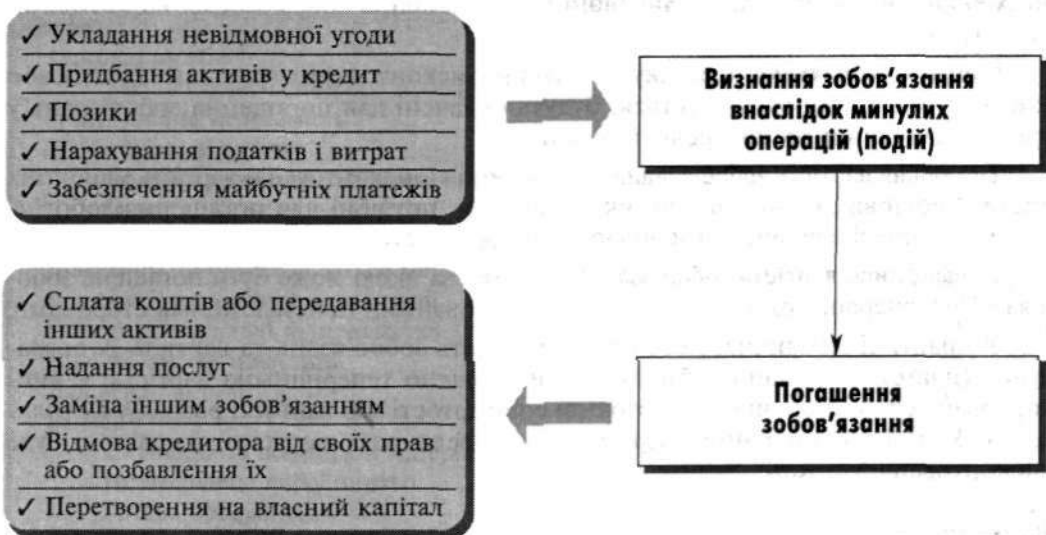 ✓ Укладання невідмовної угоди
✓ Придбання активів у кредит
✓ Позики
✓ Нарахування податків і витрат
✓ Забезпечення майбутніх платежів
Визнання зобов'язання
внаслідок минулих
операцій (подій)
✓ Сплата коштів або передавання
інших активів
✓ Надання послуг
✓ Заміна іншим зобов'язанням
✓ Відмова кредитора від своїх прав
або позбавлення їх
✓ Перетворення на власний капітал
Погашення
зобов'язання